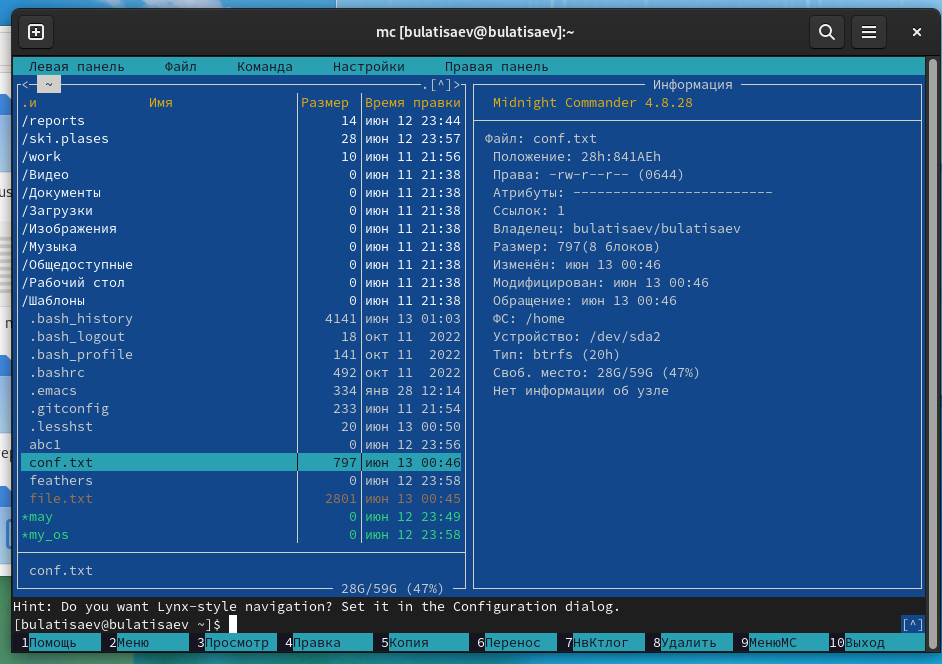 mc [bulatisaev@bulatisaev]:~
Левая панель Файл Команда Настройки Правая панель
<─ ~ .[^]>
.и Имя Размер Время правки
/reports 14 июн 12 23:44
/ski.plases 28 июн 12 23:57
/work 10 июн 11 21:56
/Видео 0 июн 11 21:38
/Документы 0 июн 11 21:38
/Загрузки 0 июн 11 21:38
/Изображения 0 июн 11 21:38
/Музыка 0 июн 11 21:38
/Общедоступные 0 июн 11 21:38
/Рабочий стол 0 июн 11 21:38
/Шаблоны 0 июн 11 21:38
.bash_history 4141 июн 13 01:03
.bash_logout 18 окт 11 2022
.bash_profile 141 окт 11 2022
.bashrc 492 окт 11 2022
.emacs 334 янв 28 12:14
.gitconfig 233 июн 11 21:54
.lesshst 20 июн 13 00:50
abc1 0 июн 12 23:56
conf.txt 797 июн 13 00:46
feathers 0 июн 12 23:58
file.txt 2801 июн 13 00:45
*may 0 июн 12 23:49
*my_os 0 июн 12 23:58
conf.txt
28G/59G (47%)
Информация
Midnight Commander 4.8.28
Файл: conf.txt
Положение: 28h:841AEh
Права: -rw-r--r-- (0644)
Атрибуты: -------------------------
Ссылок: 1
Владелец: bulatisaev/bulatisaev
Размер: 797(8 блоков)
Изменён: июн 13 00:46
Модифицирован: июн 13 00:46
Обращение: июн 13 00:46
ФС: /home
Устройство: /dev/sda2
Тип: btrfs (20h)
Своб. место: 28G/59G (47%)
Нет информации об узле
Hint: Do you want Lynx-style navigation? Set it in the Configuration dialog.
[bulatisaev@bulatisaev ~]$ [^]
1Помощь 2Меню 3Просмотр 4Правка 5Копия 6Перенос 7НвКтлог 8Удалить 9МенюMC 10Выход